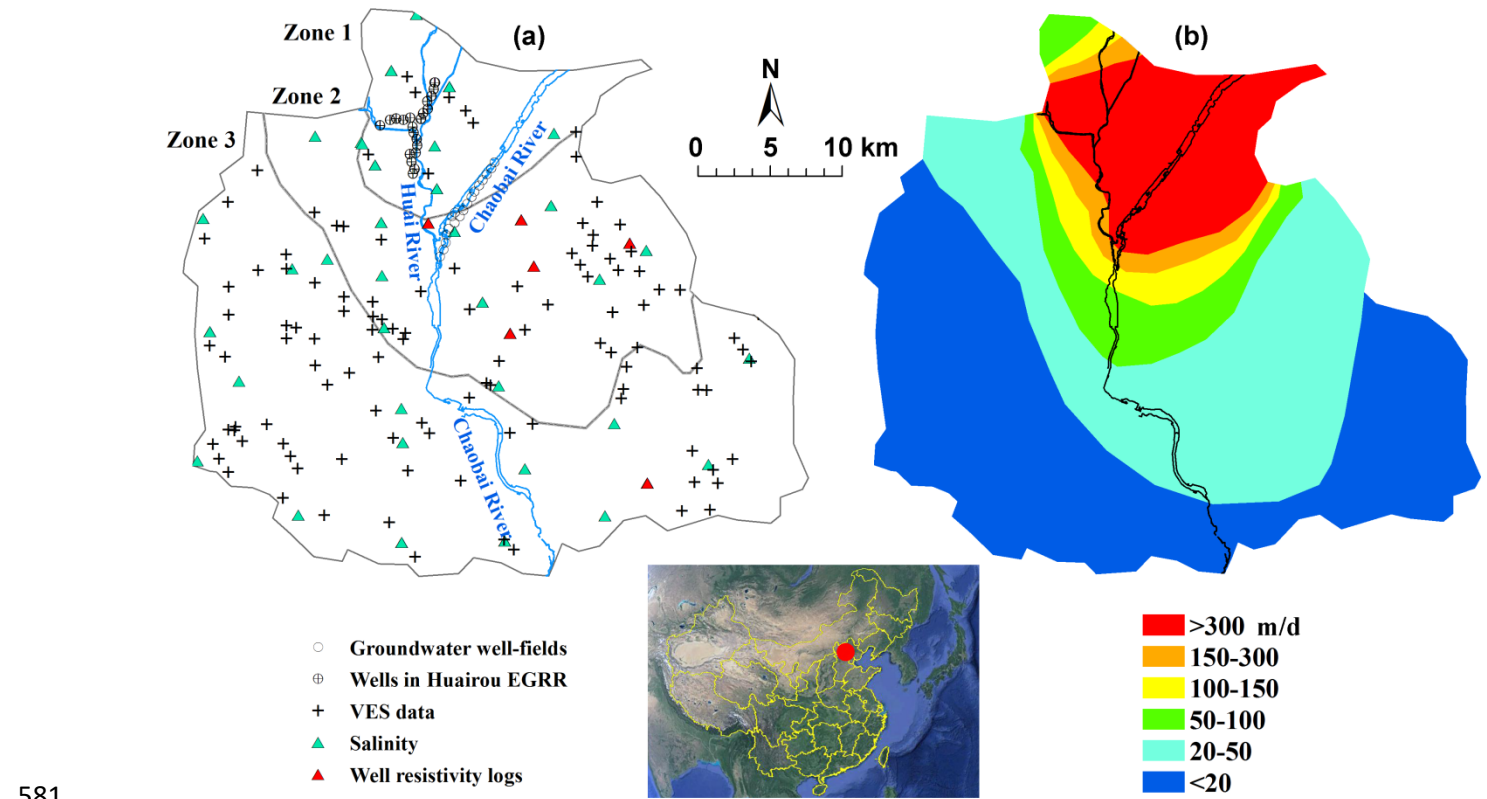 Zone 1
(a)
(b)
N
Zone 2
Zone 3
0 5 10 km
Huai River
Chaobai River
Chaobai River
Groundwater well-fields
Wells in Huairou EGRR
VES data
Salinity
Well resistivity logs
>300 m/d
150-300
100-150
50-100
20-50
<20
581